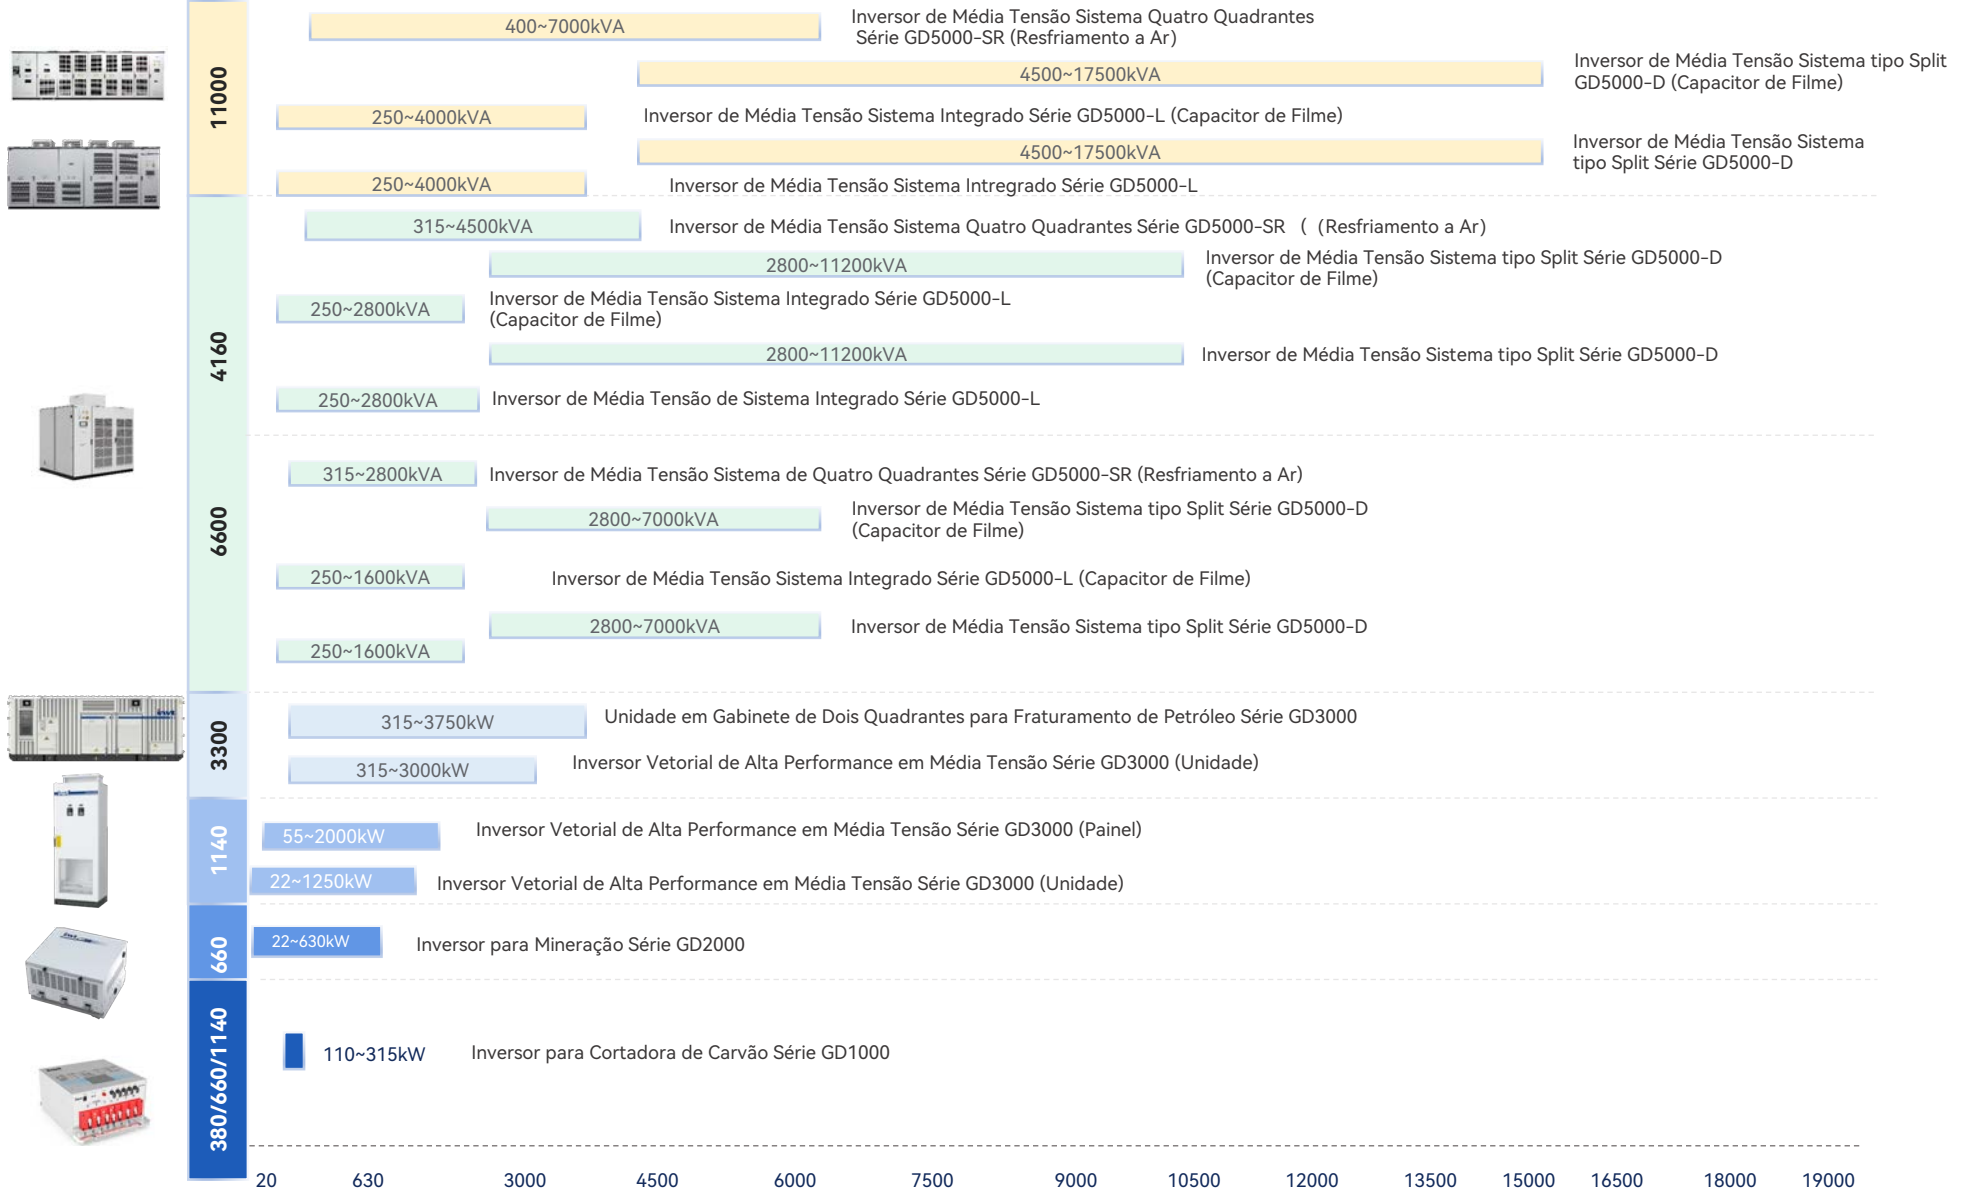 11000
400~7000kVA
Inversor de Média Tensão Sistema Quatro Quadrantes
Série GD5000-SR (Resfriamento a Ar)
4500~17500kVA
Inversor de Média Tensão Sistema tipo Split
GD5000-D (Capacitor de Filme)
250~4000kVA
Inversor de Média Tensão Sistema Integrado Série GD5000-L (Capacitor de Filme)
4500~17500kVA
Inversor de Média Tensão Sistema
tipo Split Série GD5000-D
250~4000kVA
Inversor de Média Tensão Sistema Intregrado Série GD5000-L
4160
315~4500kVA
Inversor de Média Tensão Sistema Quatro Quadrantes Série GD5000-SR ( (Resfriamento a Ar)
2800~11200kVA
Inversor de Média Tensão Sistema tipo Split Série GD5000-D
(Capacitor de Filme)
250~2800kVA
Inversor de Média Tensão Sistema Integrado Série GD5000-L
(Capacitor de Filme)
2800~11200kVA
Inversor de Média Tensão Sistema tipo Split Série GD5000-D
250~2800kVA
Inversor de Média Tensão de Sistema Integrado Série GD5000-L
6600
315~2800kVA
Inversor de Média Tensão Sistema de Quatro Quadrantes Série GD5000-SR (Resfriamento a Ar)
2800~7000kVA
Inversor de Média Tensão Sistema tipo Split Série GD5000-D
(Capacitor de Filme)
250~1600kVA
Inversor de Média Tensão Sistema Integrado Série GD5000-L (Capacitor de Filme)
2800~7000kVA
Inversor de Média Tensão Sistema tipo Split Série GD5000-D
250~1600kVA
3300
315~3750kW
Unidade em Gabinete de Dois Quadrantes para Fraturamento de Petróleo Série GD3000
315~3000kW
Inversor Vetorial de Alta Performance em Média Tensão Série GD3000 (Unidade)
1140
55~2000kW
Inversor Vetorial de Alta Performance em Média Tensão Série GD3000 (Painel)
22~1250kW
Inversor Vetorial de Alta Performance em Média Tensão Série GD3000 (Unidade)
660
22~630kW
Inversor para Mineração Série GD2000
380/660/1140
110~315kW
Inversor para Cortadora de Carvão Série GD1000
20 630 3000 4500 6000 7500 9000 10500 12000 13500 15000 16500 18000 19000